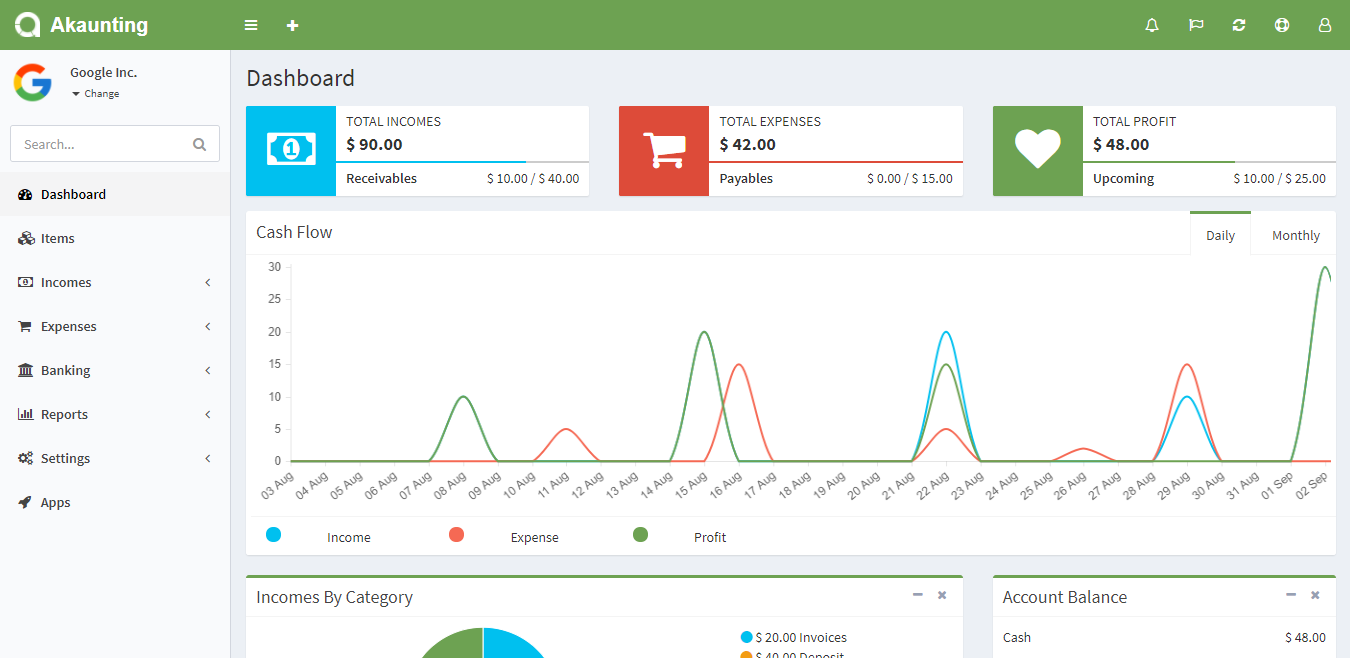 Akaunting
Google Inc.
Change
Search...
Dashboard
Items
Incomes
Expenses
Banking
Reports
Settings
Apps
Dashboard
TOTAL INCOMES
$ 90.00
Receivables $ 10.00 / $ 40.00
TOTAL EXPENSES
$ 42.00
Payables $ 0.00 / $ 15.00
TOTAL PROFIT
$ 48.00
Upcoming $ 10.00 / $ 25.00
Cash Flow
Daily Monthly
30
25
20
15
10
5
0
03 Aug 04 Aug 05 Aug 06 Aug 07 Aug 08 Aug 09 Aug 10 Aug 11 Aug 12 Aug 13 Aug 14 Aug 15 Aug 16 Aug 17 Aug 18 Aug 19 Aug 20 Aug 21 Aug 22 Aug 23 Aug 24 Aug 25 Aug 26 Aug 27 Aug 28 Aug 29 Aug 30 Aug 31 Aug 01 Sep 02 Sep
Income Expense Profit
Incomes By Category
$ 20.00 Invoices
$ 40.00 Deposit
Account Balance
Cash $ 48.00